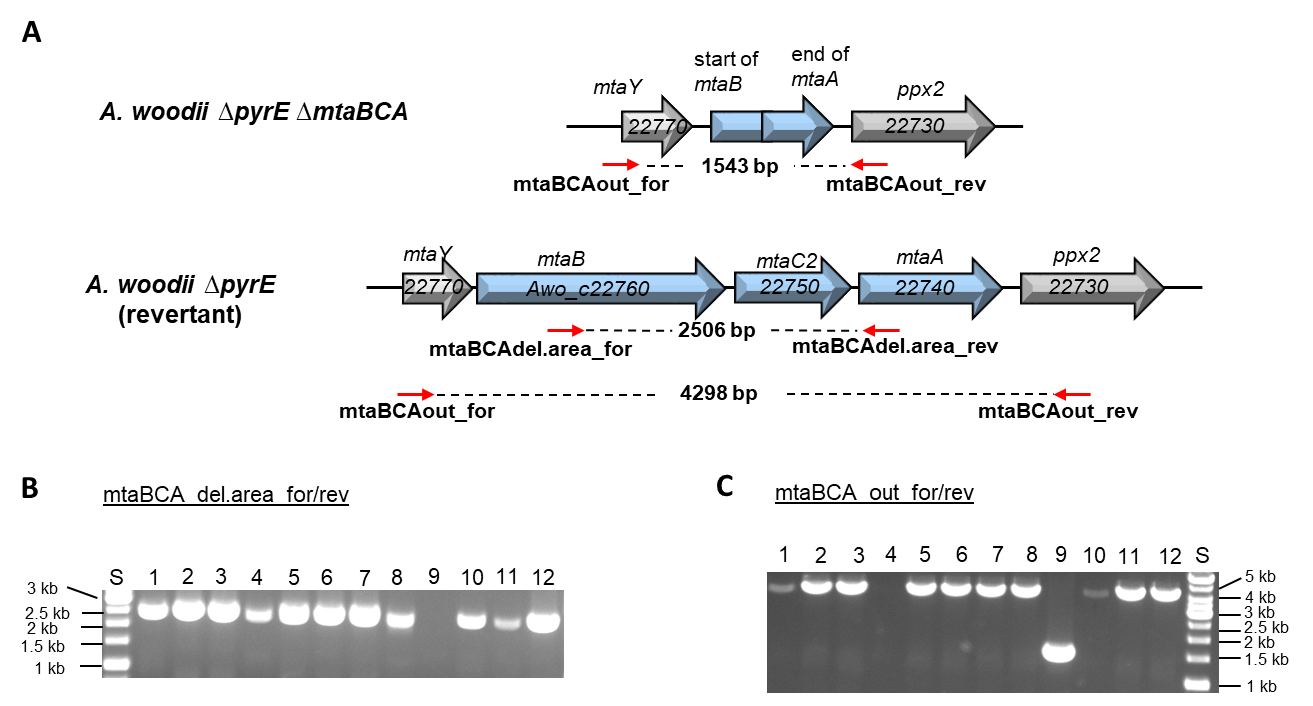 A
A. woodii ∆pyrE ∆mtaBCA
mtaY
start of
mtaB
end of
mtaA
ppx2
22770
22730
1543 bp
mtaBCAout_for
mtaBCAout_rev
A. woodii ∆pyrE
(revertant)
mtaY
mtaB
mtaC2
mtaA
ppx2
22770
Awo_c22760
22750
22740
22730
2506 bp
mtaBCAdel.area_for
mtaBCAdel.area_rev
4298 bp
mtaBCAout_for
mtaBCAout_rev
B
mtaBCA_del.area_for/rev
S 1 2 3 4 5 6 7 8 9 10 11 12
3 kb
2.5 kb
2 kb
1.5 kb
1 kb
C
mtaBCA_out_for/rev
1 2 3 4 5 6 7 8 9 10 11 12 S
5 kb
4 kb
3 kb
2.5 kb
2 kb
1.5 kb
1 kb